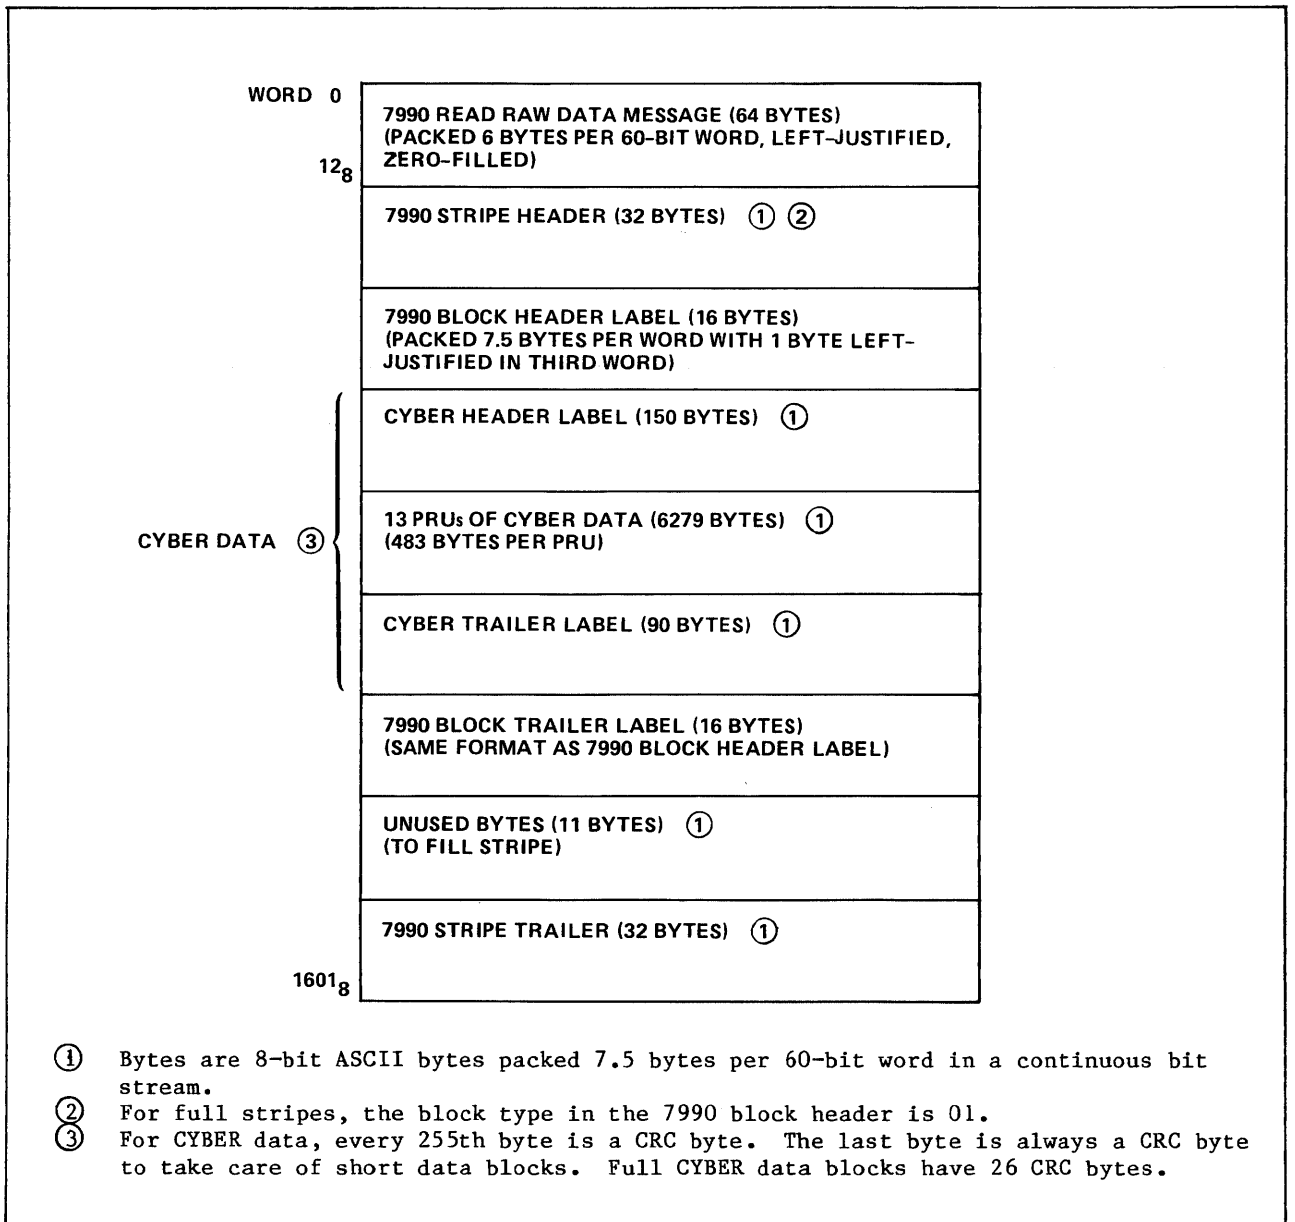 WORD 0
7990 READ RAW DATA MESSAGE (64 BYTES)
(PACKED 6 BYTES PER 60-BIT WORD, LEFT-JUSTIFIED,
ZERO-FILLED)
12₈
7990 STRIPE HEADER (32 BYTES) ① ②
7990 BLOCK HEADER LABEL (16 BYTES)
(PACKED 7.5 BYTES PER WORD WITH 1 BYTE LEFT-
JUSTIFIED IN THIRD WORD)
CYBER HEADER LABEL (150 BYTES) ①
CYBER DATA ③
13 PRUs OF CYBER DATA (6279 BYTES) ①
(483 BYTES PER PRU)
CYBER TRAILER LABEL (90 BYTES) ①
7990 BLOCK TRAILER LABEL (16 BYTES)
(SAME FORMAT AS 7990 BLOCK HEADER LABEL)
UNUSED BYTES (11 BYTES) ①
(TO FILL STRIPE)
7990 STRIPE TRAILER (32 BYTES) ①
1601₈
① Bytes are 8-bit ASCII bytes packed 7.5 bytes per 60-bit word in a continuous bit
stream.
② For full stripes, the block type in the 7990 block header is 01.
③ For CYBER data, every 255th byte is a CRC byte. The last byte is always a CRC byte
to take care of short data blocks. Full CYBER data blocks have 26 CRC bytes.